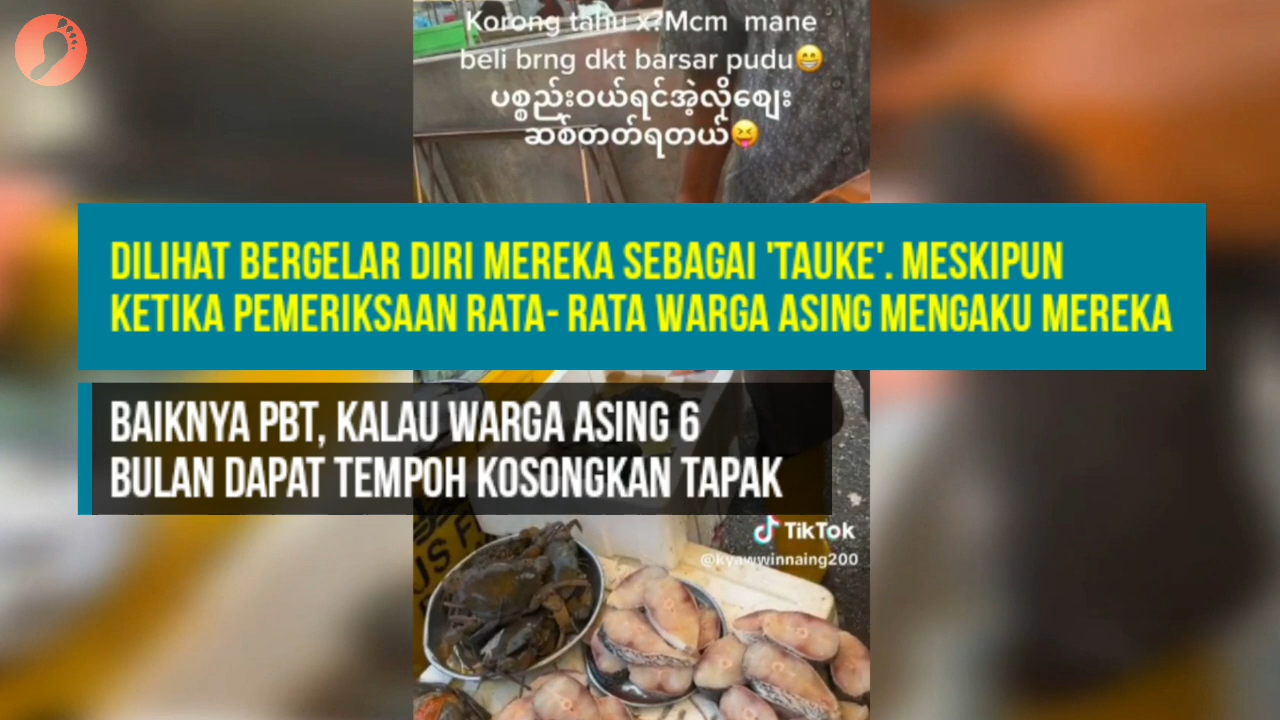 Korong tahu x?Mcm mane
beli brng dkt barsar pudu😁
ပစ္စည်းဝယ်ရင်အဲ့လိုစျေး
ဆစ်တတ်ရတယ်😝
DILIHAT BERGELAR DIRI MEREKA SEBAGAI 'TAUKE'. MESKIPUN
KETIKA PEMERIKSAAN RATA- RATA WARGA ASING MENGAKU MEREKA
BAIKNYA PBT, KALAU WARGA ASING 6
BULAN DAPAT TEMPOH KOSONGKAN TAPAK
TikTok
@kyawwinnaing200